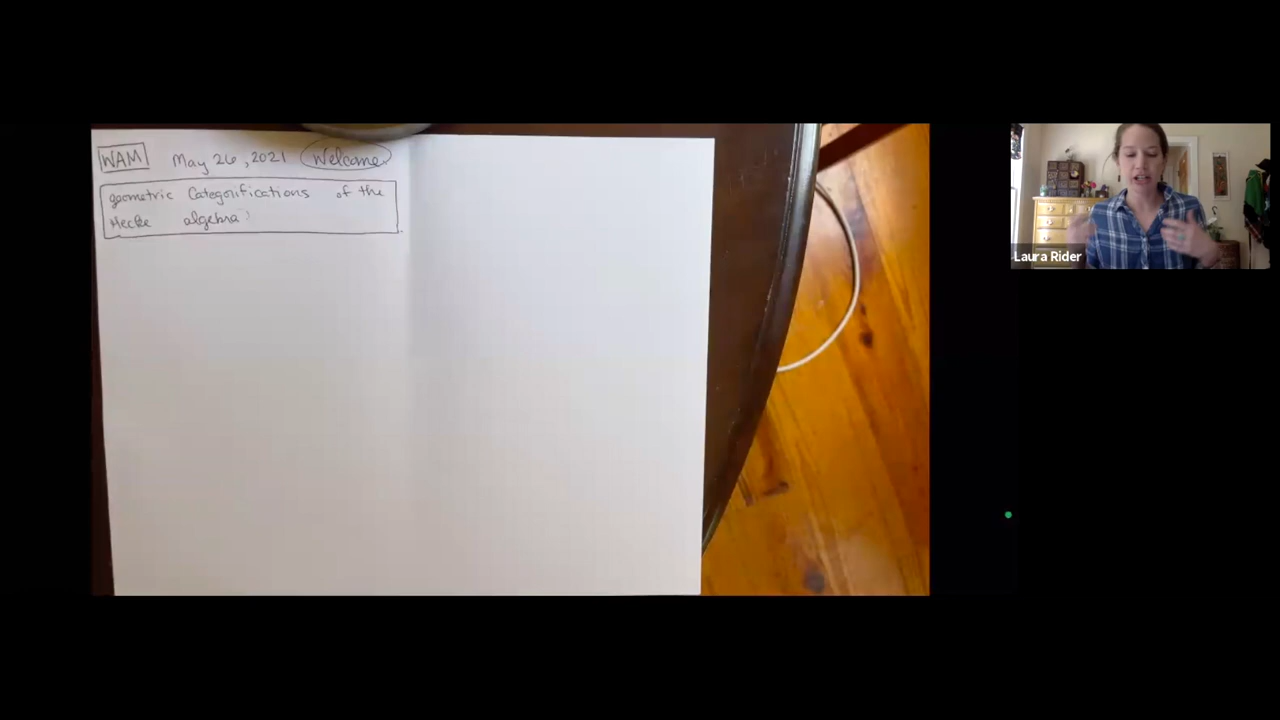 WAM May 26, 2021 Welcome
geometric Categorifications of the
Hecke algebra
Laura Rider